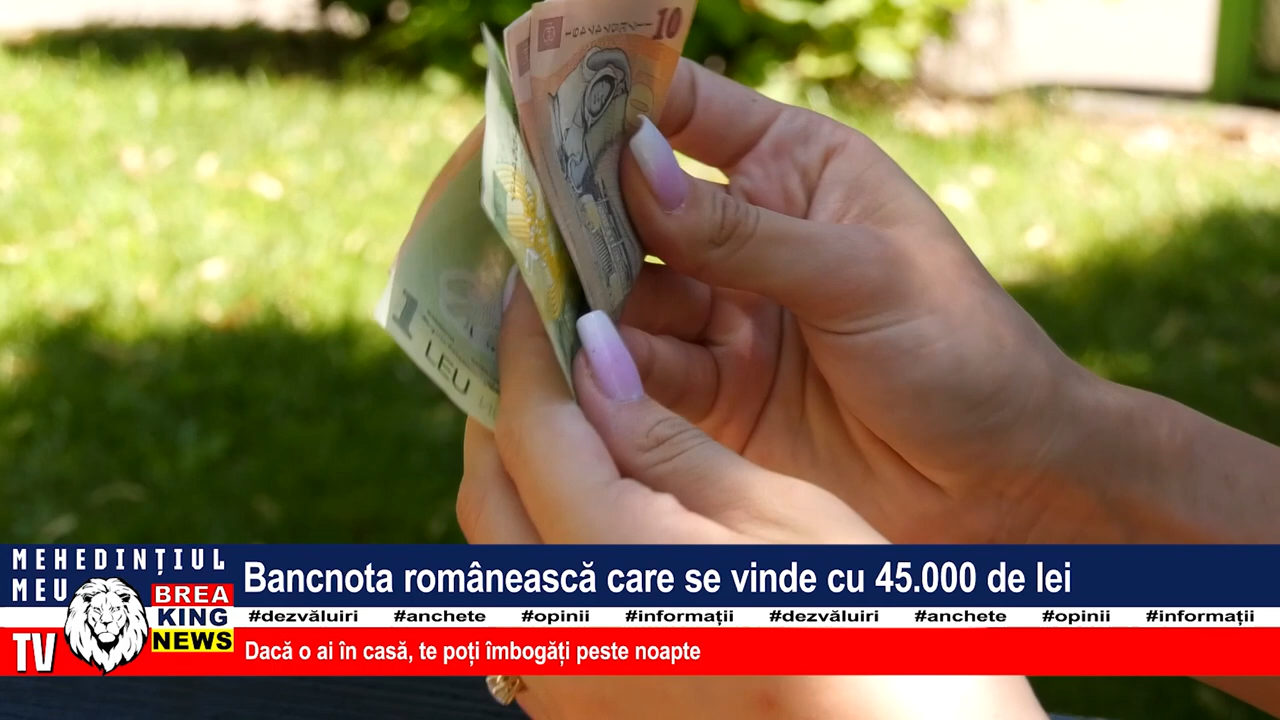 10
1
LEU
MEHEDINȚIUL
MEU
TV
BREA
KING
NEWS
Bancnota românească care se vinde cu 45.000 de lei
#dezvăluiri #anchete #opinii #informații #dezvăluiri #anchete #opinii #informații
Dacă o ai în casă, te poți îmbogăți peste noapte